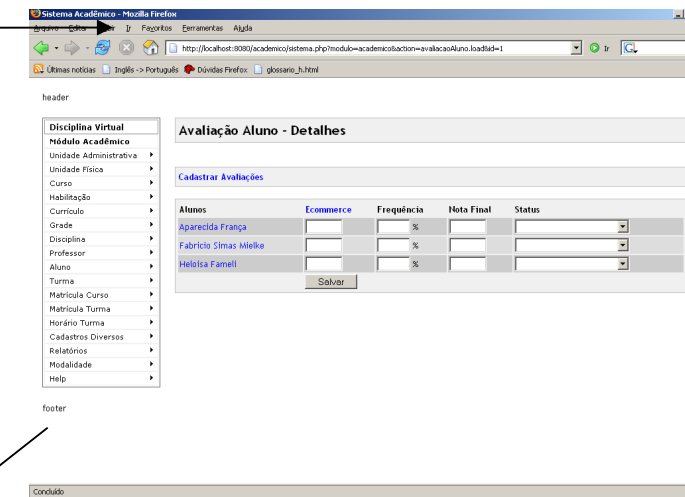 Sistema Acadêmico - Mozilla Firefox
Arquivo Editar Ir Favoritos Ferramentas Ajuda
http://localhost:8080/academico/sistema.php?modulo=academico&action=avaliacaoAluno.load&id=1 Ir G
Últimas notícias Inglês -> Português Dúvidas Firefox glossario_h.html
header
Disciplina Virtual
Módulo Acadêmico
Unidade Administrativa
Unidade Física
Curso
Habilitação
Currículo
Grade
Disciplina
Professor
Aluno
Turma
Matrícula Curso
Matrícula Turma
Horário Turma
Cadastros Diversos
Relatórios
Modalidade
Help
Avaliação Aluno - Detalhes
Cadastrar Avaliações
Alunos Ecommerce Frequência Nota Final Status
Aparecida França %
Fabricio Simas Mielke %
Heloisa Fameli %
Salvar
footer
Concluído